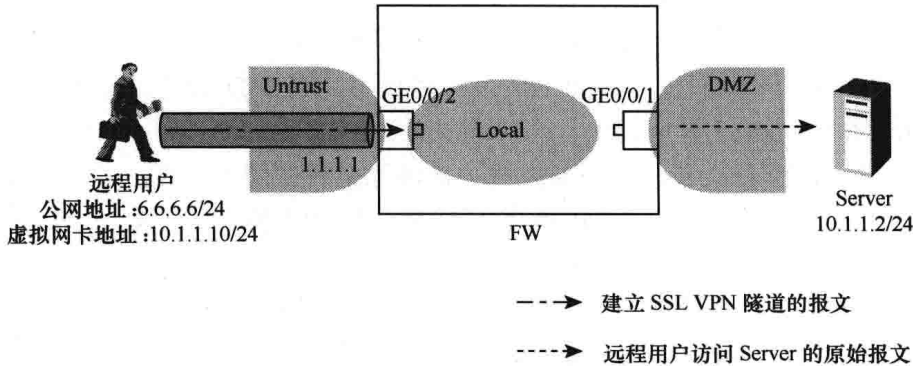 Untrust
GE0/0/2
GE0/0/1
DMZ
Local
1.1.1.1
远程用户
公网地址:6.6.6.6/24
虚拟网卡地址:10.1.1.10/24
Server
10.1.1.2/24
FW
建立 SSL VPN 隧道的报文
远程用户访问 Server 的原始报文